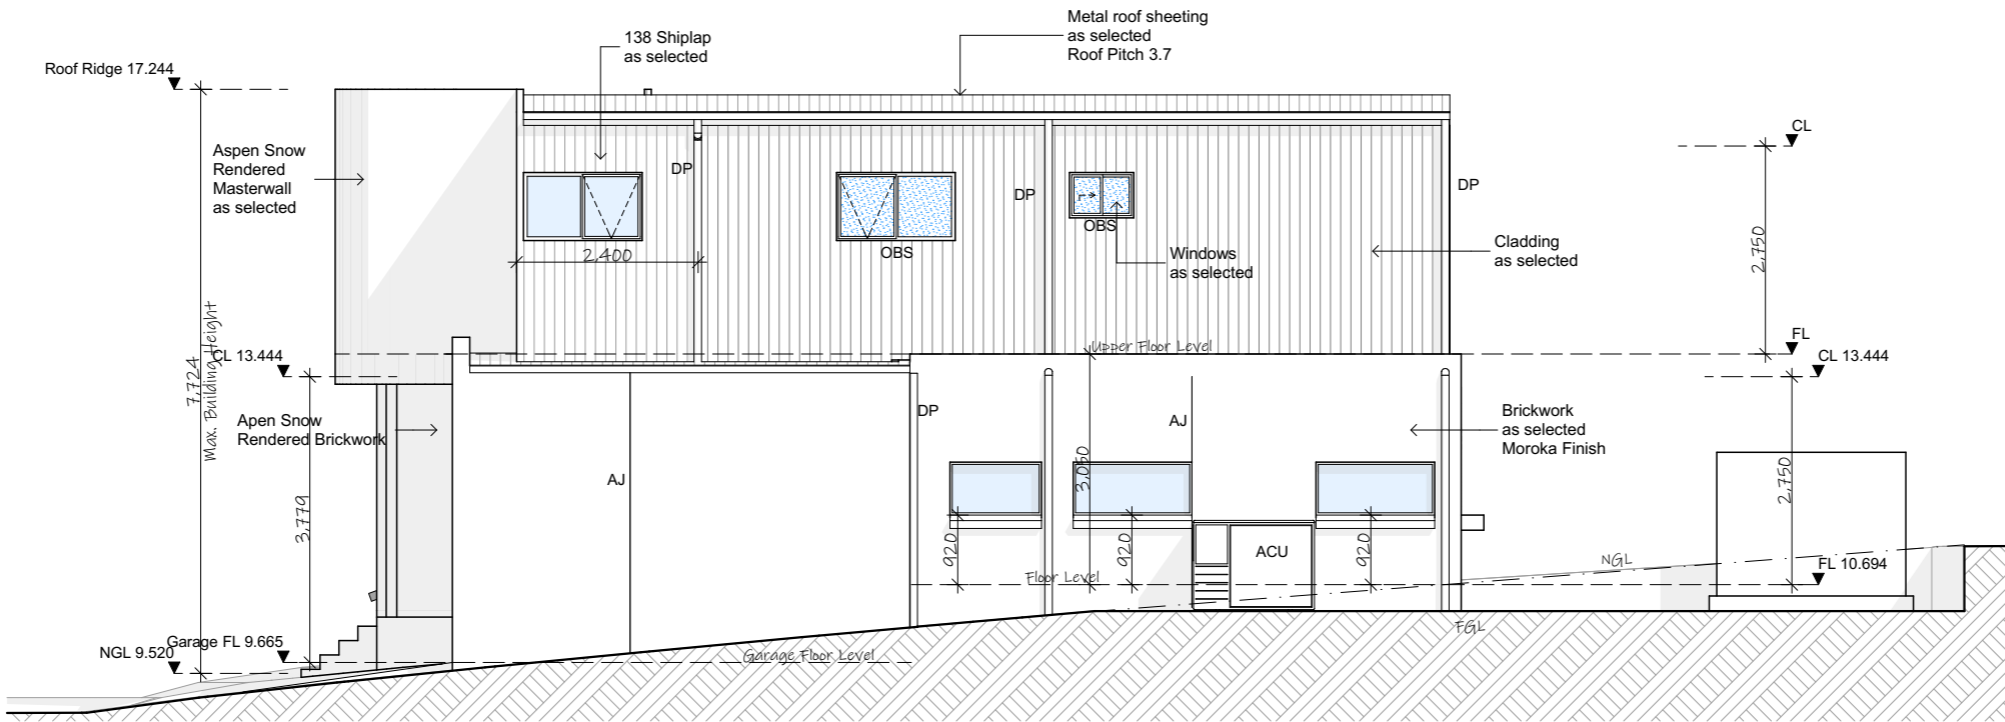 Metal roof sheeting
as selected
Roof Pitch 3.7
138 Shiplap
as selected
Roof Ridge 17.244
CL
Aspen Snow
Rendered
Masterwall
as selected
DP
DP
DP
OBS
OBS
Windows
as selected
Cladding
as selected
2,400
2,750
Upper Floor Level
FL
CL 13.444
CL 13.444
7,724
Max. Building Height
Apen Snow
Rendered Brickwork
DP
AJ
Brickwork
as selected
Moroka Finish
3,779
AJ
3,050
2,750
920
920
920
ACU
Floor Level
NGL
FL 10.694
FGL
Garage FL 9.665
NGL 9.520
Garage Floor Level